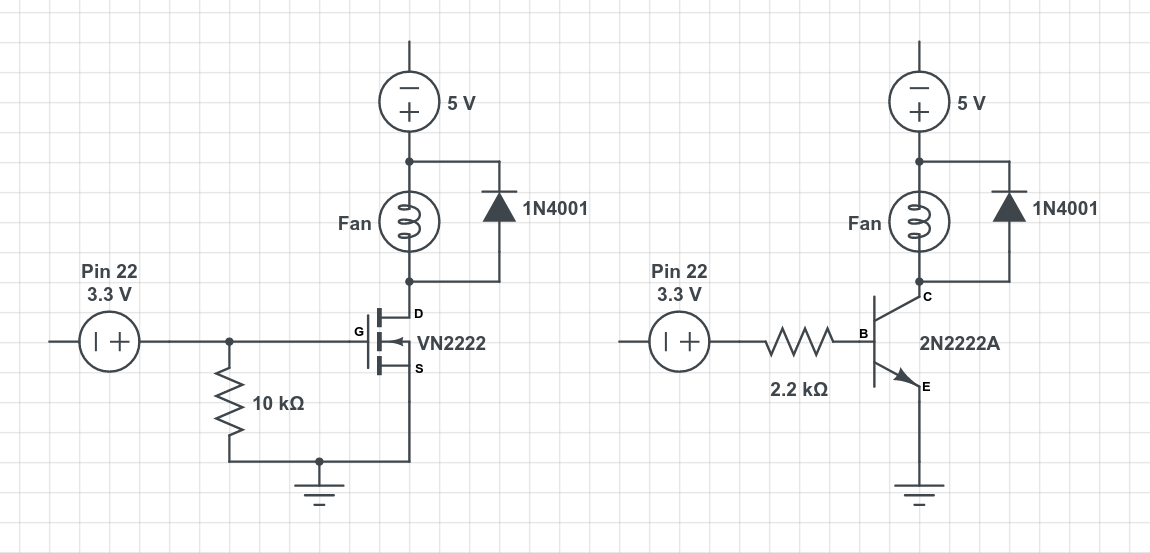 5 V
Fan
1N4001
Pin 22
3.3 V
D
G
VN2222
S
10 kΩ
5 V
Fan
1N4001
Pin 22
3.3 V
C
B
2N2222A
E
2.2 kΩ